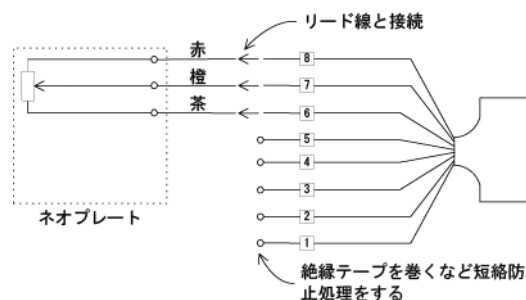 リード線と接続
赤
8
橙
7
茶
6
5
4
3
2
1
ネオプレート
絶縁テープを巻くなど短絡防
止処理をする